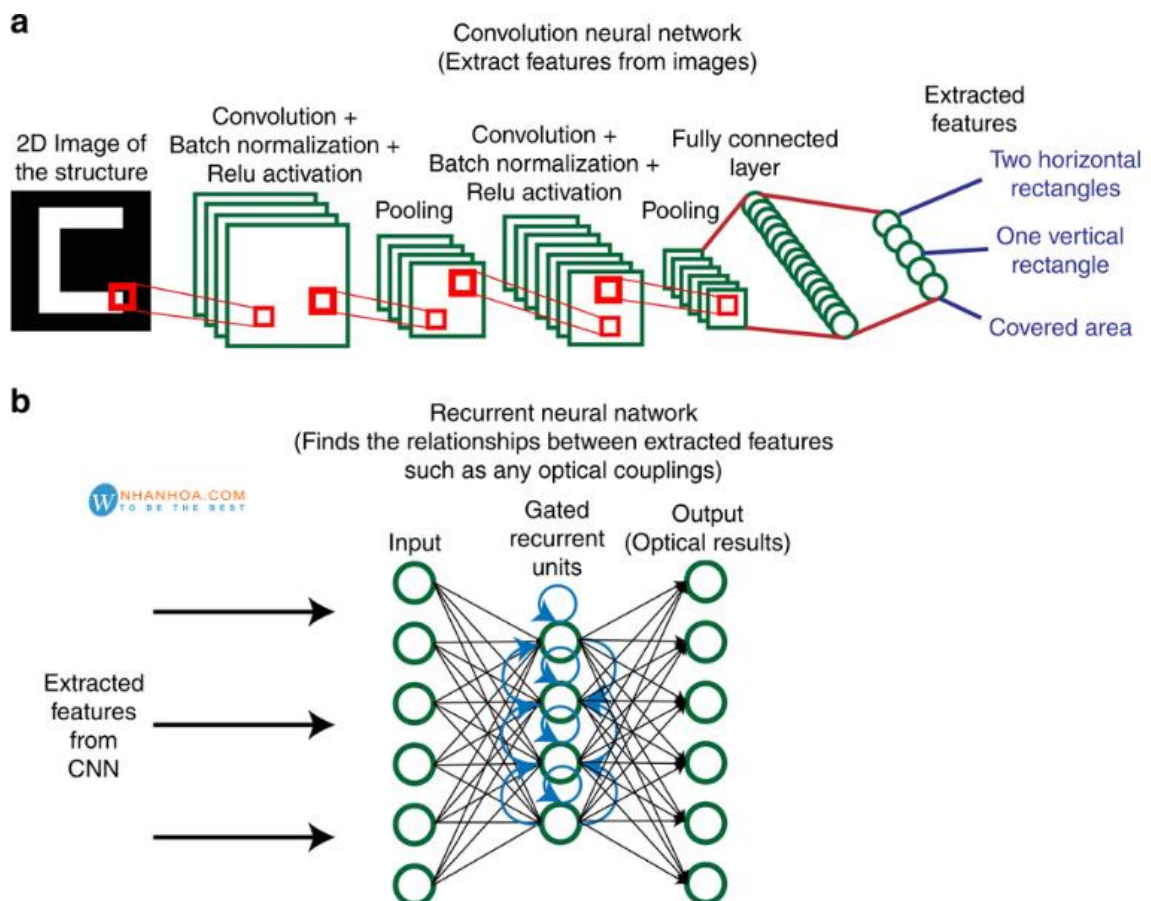 a
Convolution neural network
(Extract features from images)
2D Image of
the structure
Convolution +
Batch normalization +
Relu activation
Pooling
Convolution +
Batch normalization +
Relu activation
Pooling
Fully connected
layer
Extracted
features
Two horizontal
rectangles
One vertical
rectangle
Covered area
b
Recurrent neural natwork
(Finds the relationships between extracted features
such as any optical couplings)
W NHANHOA.COM
TO BE THE BEST
Extracted
features
from
CNN
Input
Gated
recurrent
units
Output
(Optical results)